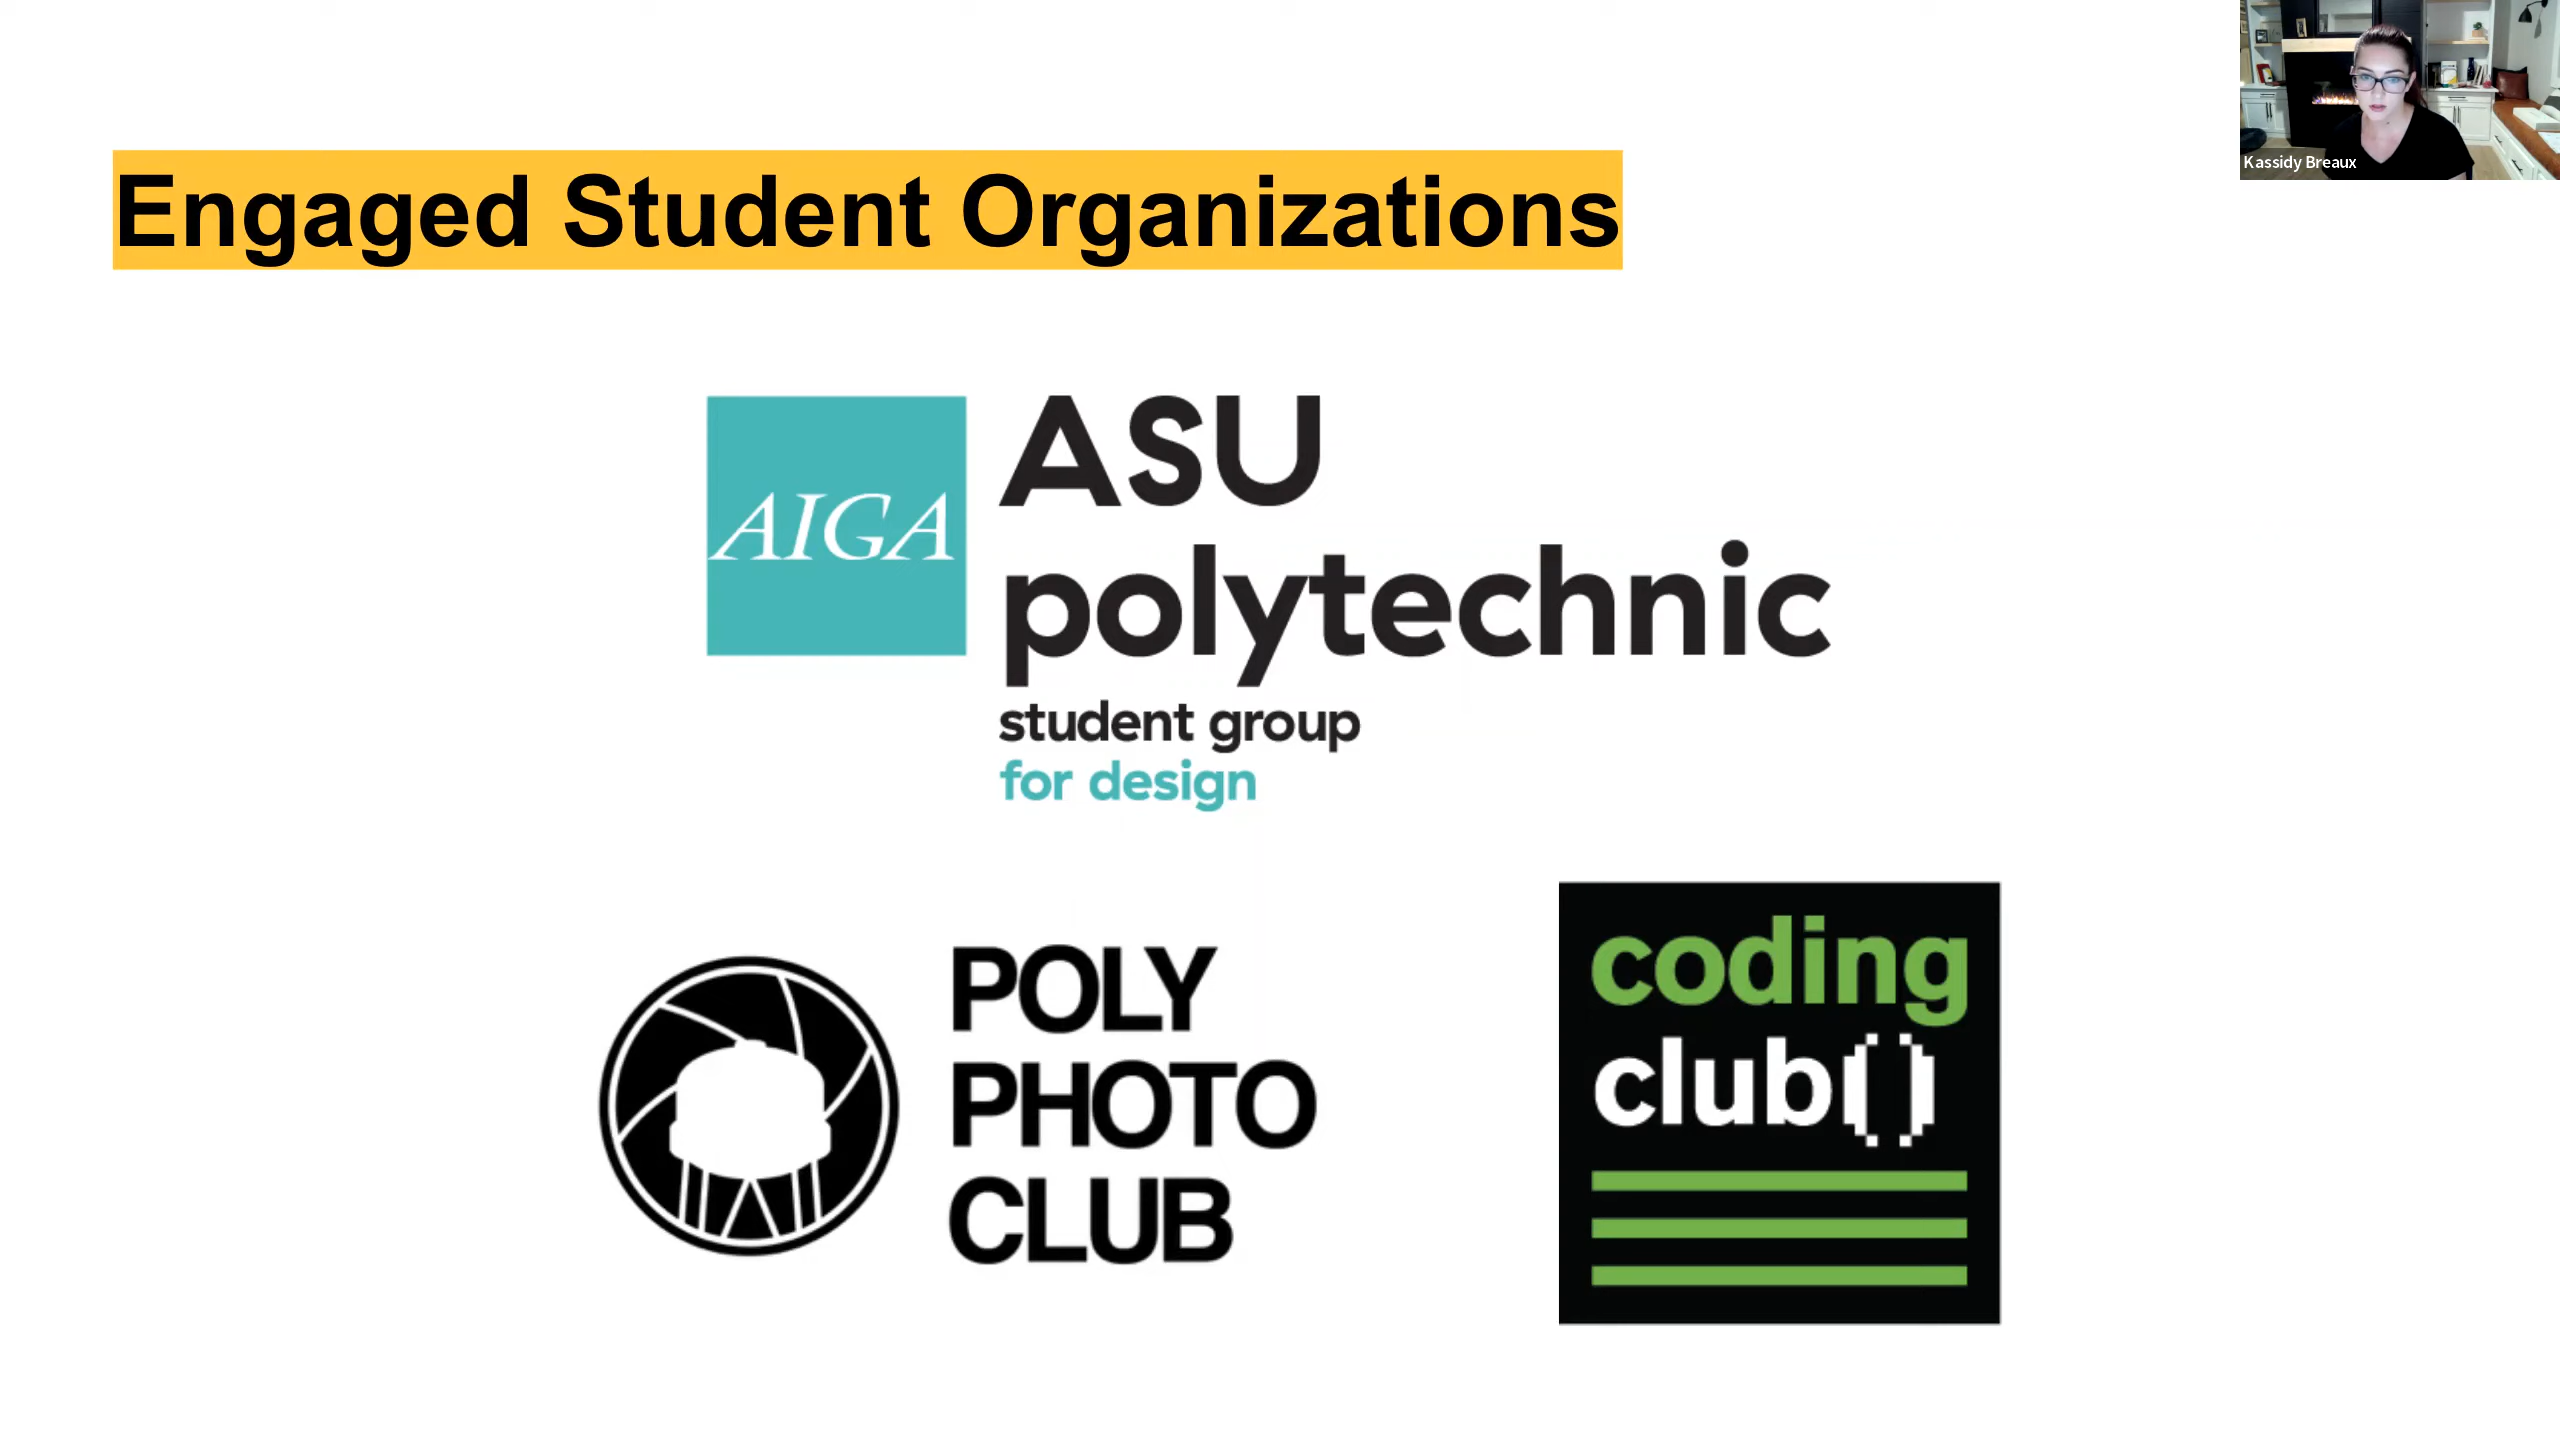 Kassidy Breaux
Engaged Student Organizations
AIGA
ASU
polytechnic
student group
for design
POLY
PHOTO
CLUB
coding
club()